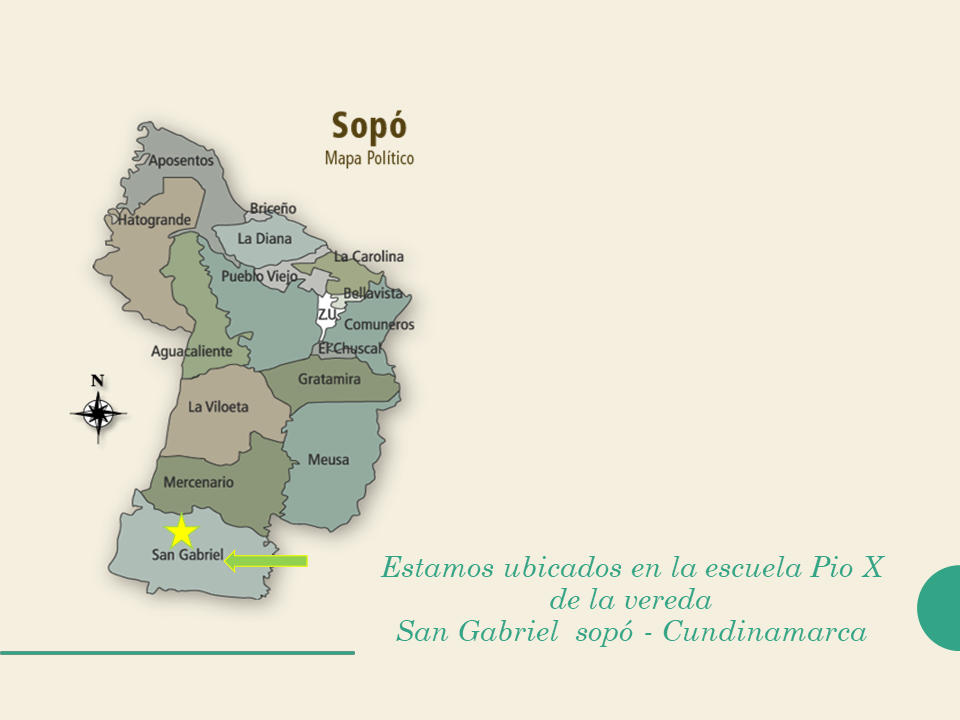 Sopó
Mapa Político
Aposentos
Briceño
Hatogrande
La Diana
La Carolina
Pueblo Viejo
Bellavista
ZU
Comuneros
El Chuscal
Aguacaliente
Gratamira
N
La Viloeta
Meusa
Mercenario
San Gabriel
Estamos ubicados en la escuela Pio X
de la vereda
San Gabriel sopó - Cundinamarca